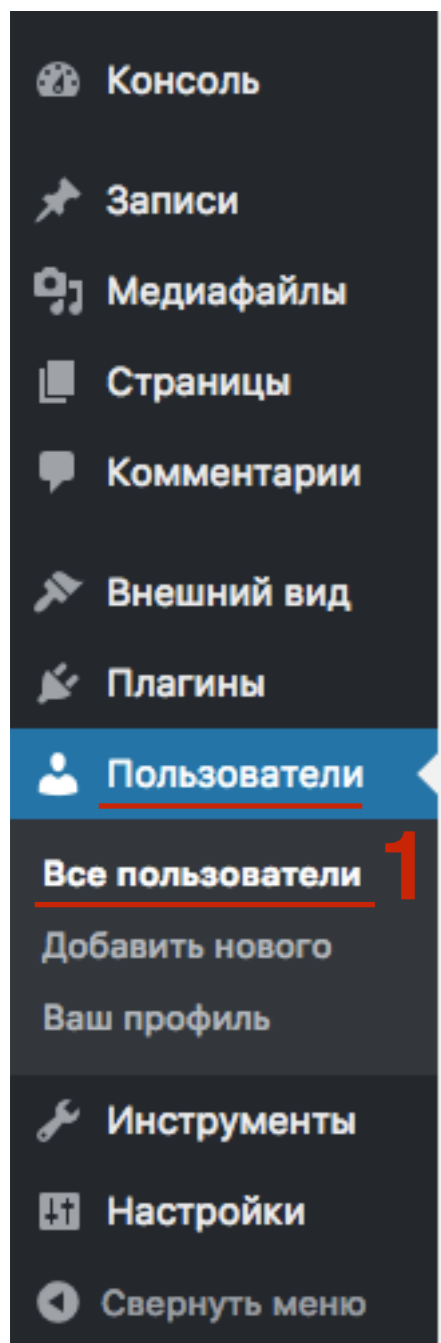 Консоль
Записи
Медиафайлы
Страницы
Комментарии
Внешний вид
Плагины
Пользователи
Все пользователи 1
Добавить нового
Ваш профиль
Инструменты
Настройки
Свернуть меню